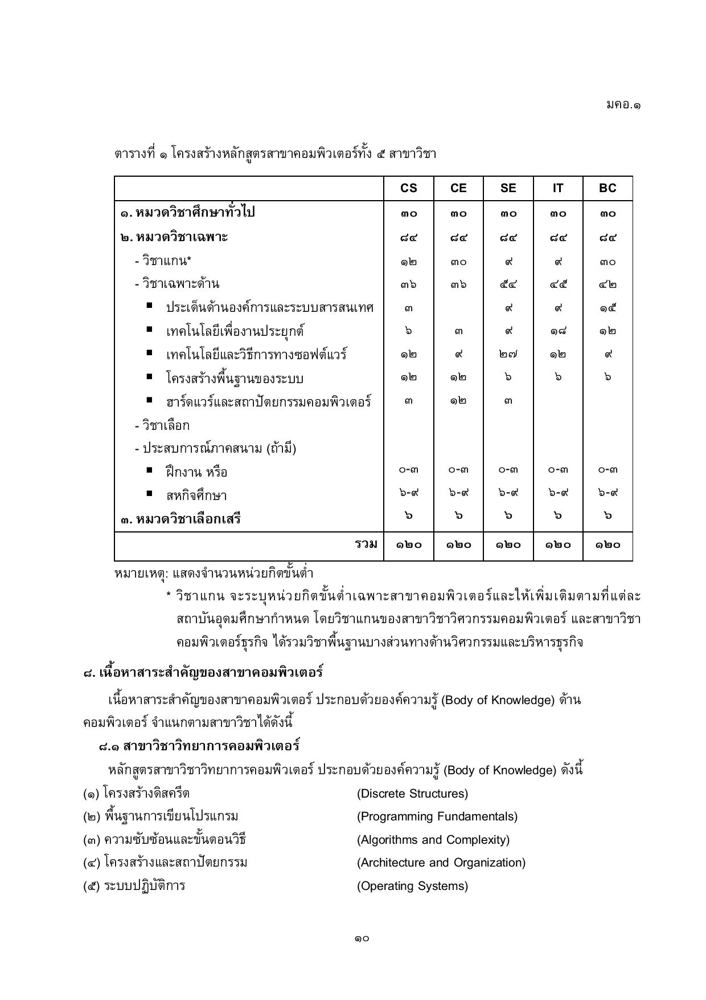 มคอ.๑
ตารางที่ ๑ โครงสร้างหลักสูตรสาขาคอมพิวเตอร์ทั้ง ๕ สาขาวิชา
CS CE SE IT BC
๑. หมวดวิชาศึกษาทั่วไป ๓๐ ๓๐ ๓๐ ๓๐ ๓๐
๒. หมวดวิชาเฉพาะ ๘๔ ๘๔ ๘๔ ๘๔ ๘๔
- วิชาแกน* ๑๒ ๓๐ ๙ ๙ ๓๐
- วิชาเฉพาะด้าน ๓๖ ๓๖ ๕๔ ๔๕ ๔๒
▪ ประเด็นด้านองค์การและระบบสารสนเทศ ๓ ๙ ๙ ๑๕
▪ เทคโนโลยีเพื่องานประยุกต์ ๖ ๓ ๙ ๑๘ ๑๒
▪ เทคโนโลยีและวิธีการทางซอฟต์แวร์ ๑๒ ๙ ๒๗ ๑๒ ๙
▪ โครงสร้างพื้นฐานของระบบ ๑๒ ๑๒ ๖ ๖ ๖
▪ ฮาร์ดแวร์และสถาปัตยกรรมคอมพิวเตอร์ ๓ ๑๒ ๓
- วิชาเลือก
- ประสบการณ์ภาคสนาม (ถ้ามี)
▪ ฝึกงาน หรือ ๐-๓ ๐-๓ ๐-๓ ๐-๓ ๐-๓
▪ สหกิจศึกษา ๖-๙ ๖-๙ ๖-๙ ๖-๙ ๖-๙
๓. หมวดวิชาเลือกเสรี ๖ ๖ ๖ ๖ ๖
รวม ๑๒๐ ๑๒๐ ๑๒๐ ๑๒๐ ๑๒๐
หมายเหตุ: แสดงจำนวนหน่วยกิตขั้นต่ำ
* วิชาแกน จะระบุหน่วยกิตขั้นต่ำเฉพาะสาขาคอมพิวเตอร์และให้เพิ่มเติมตามที่แต่ละ
สถาบันอุดมศึกษากำหนด โดยวิชาแกนของสาขาวิชาวิศวกรรมคอมพิวเตอร์ และสาขาวิชา
คอมพิวเตอร์ธุรกิจ ได้รวมวิชาพื้นฐานบางส่วนทางด้านวิศวกรรมและบริหารธุรกิจ
๘. เนื้อหาสาระสำคัญของสาขาคอมพิวเตอร์
เนื้อหาสาระสำคัญของสาขาคอมพิวเตอร์ ประกอบด้วยองค์ความรู้ (Body of Knowledge) ด้าน
คอมพิวเตอร์ จำแนกตามสาขาวิชาได้ดังนี้
๘.๑ สาขาวิชาวิทยาการคอมพิวเตอร์
หลักสูตรสาขาวิชาวิทยาการคอมพิวเตอร์ ประกอบด้วยองค์ความรู้ (Body of Knowledge) ดังนี้
(๑) โครงสร้างดิสครีต (Discrete Structures)
(๒) พื้นฐานการเขียนโปรแกรม (Programming Fundamentals)
(๓) ความซับซ้อนและขั้นตอนวิธี (Algorithms and Complexity)
(๔) โครงสร้างและสถาปัตยกรรม (Architecture and Organization)
(๕) ระบบปฏิบัติการ (Operating Systems)
๑๐